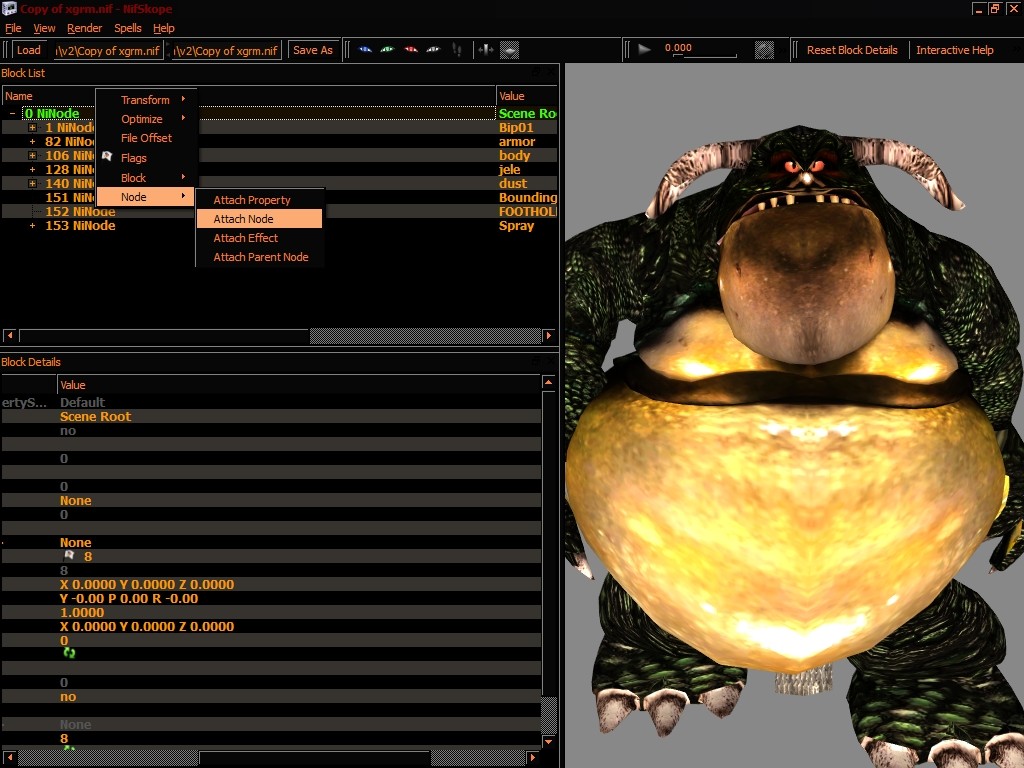 Copy of xgrm.nif - NifSkope
File View Render Spells Help
Load \v2\Copy of xgrm.nif \v2\Copy of xgrm.nif Save As 0.000 Reset Block Details Interactive Help
Block List
Name Value
0 NiNode Scene Ro
1 NiNod Bip01
82 NiN armor
106 NiN body
128 NiN jele
140 NiN dust
151 NiN Bounding
152 NiNode FOOTHOL
153 NiNode Spray
Transform
Optimize
File Offset
Flags
Block
Node
Attach Property
Attach Node
Attach Effect
Attach Parent Node
Block Details
Value
ertyS... Default
Scene Root
no
0
0
None
0
None
8
8
X 0.0000 Y 0.0000 Z 0.0000
Y -0.00 P 0.00 R -0.00
1.0000
X 0.0000 Y 0.0000 Z 0.0000
0
0
no
None
8